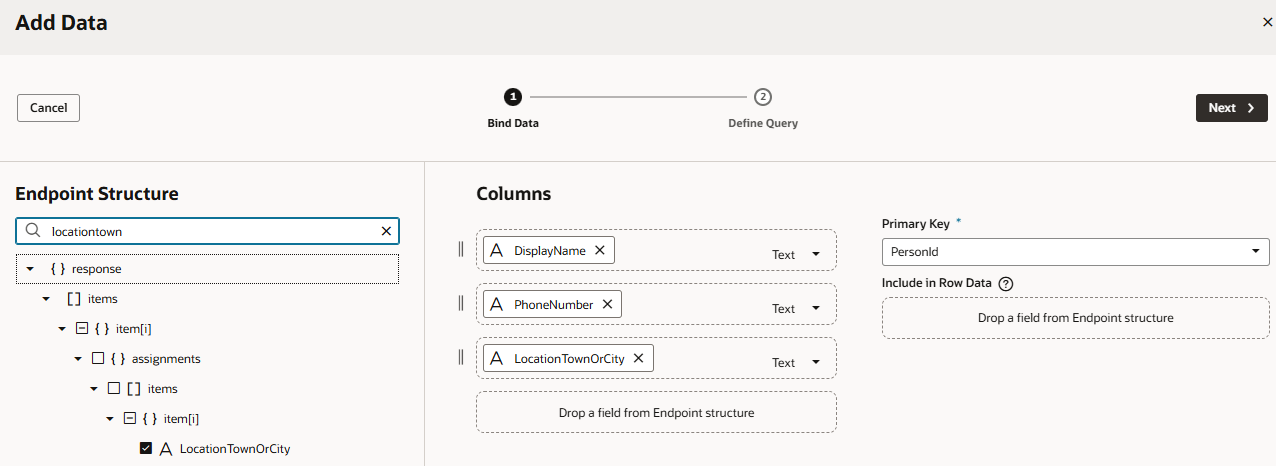 Add Data
Cancel
1
2
Bind Data
Define Query
Next
Endpoint Structure
locationtown
{ } response
[ ] items
{ } item[i]
{ } assignments
[ ] items
{ } item[i]
A LocationTownOrCity
Columns
A DisplayName
Text
A PhoneNumber
Text
A LocationTownOrCity
Text
Drop a field from Endpoint structure
Primary Key *
PersonId
Include in Row Data ?
Drop a field from Endpoint structure